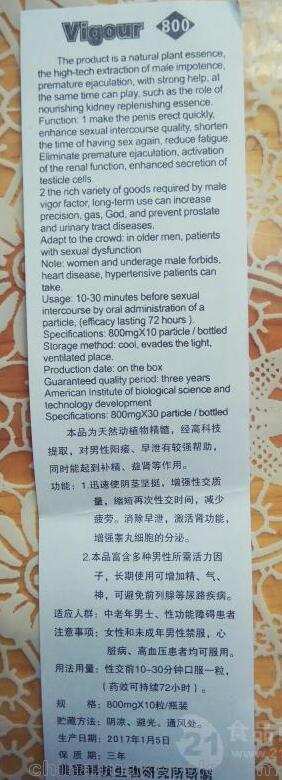 Vigour 800
The product is a natural plant essence,
the high-tech extraction of male impotence,
premature ejaculation, with strong help, at
the same time can play, such as the role of
nourishing kidney replenishing essence.
Function: 1 make the penis erect quickly,
enhance sexual intercourse quality, shorten
the time of having sex again, reduce fatigue.
Eliminate premature ejaculation, activation
of the renal function, enhanced secretion of
testicle cells.
2 the rich variety of goods required by male
vigor factor, long-term use can increase
precision, gas, God, and prevent prostate
and urinary tract diseases.
Adapt to the crowd: in older men, patients
with sexual dysfunction
Note: women and underage male forbids,
heart disease, hypertensive patients can
take.
Usage: 10-30 minutes before sexual
intercourse by oral administration of a
particle, (efficacy lasting 72 hours ).
Specifications: 800mgX10 particle / bottled
Storage method: cool, evades the light,
ventilated place.
Production date: on the box
Guaranteed quality period: three years
American Institute of biological science and
technology development
Specifications: 800mgX30 particle / bottled
本品为天然动植物精髓，经高科技
提取，对男性阳痿、早泄有较强帮助，
同时能起到补精、益肾等作用。
功能：1.迅速使阴茎坚挺，增强性交质
量，缩短再次性交时间，减少
疲劳。消除早泄，激活肾功能，
增强睾丸细胞的分泌。
2.本品富含多种男性所需活力因
子，长期使用可增加精、气、
神，可避免前列腺等尿路疾病。
适应人群：中老年男士、性功能障碍患者
注意事项：女性和未成年男性禁服，心
脏病、高血压患者均可服用。
用法用量：性交前10-30分钟口服一粒，
（药效可持续72小时）。
规 格：800mgX10粒/瓶装
贮藏方法：阴凉、避光、通风处。
生产日期：2017年1月5日
保 质 期：三年